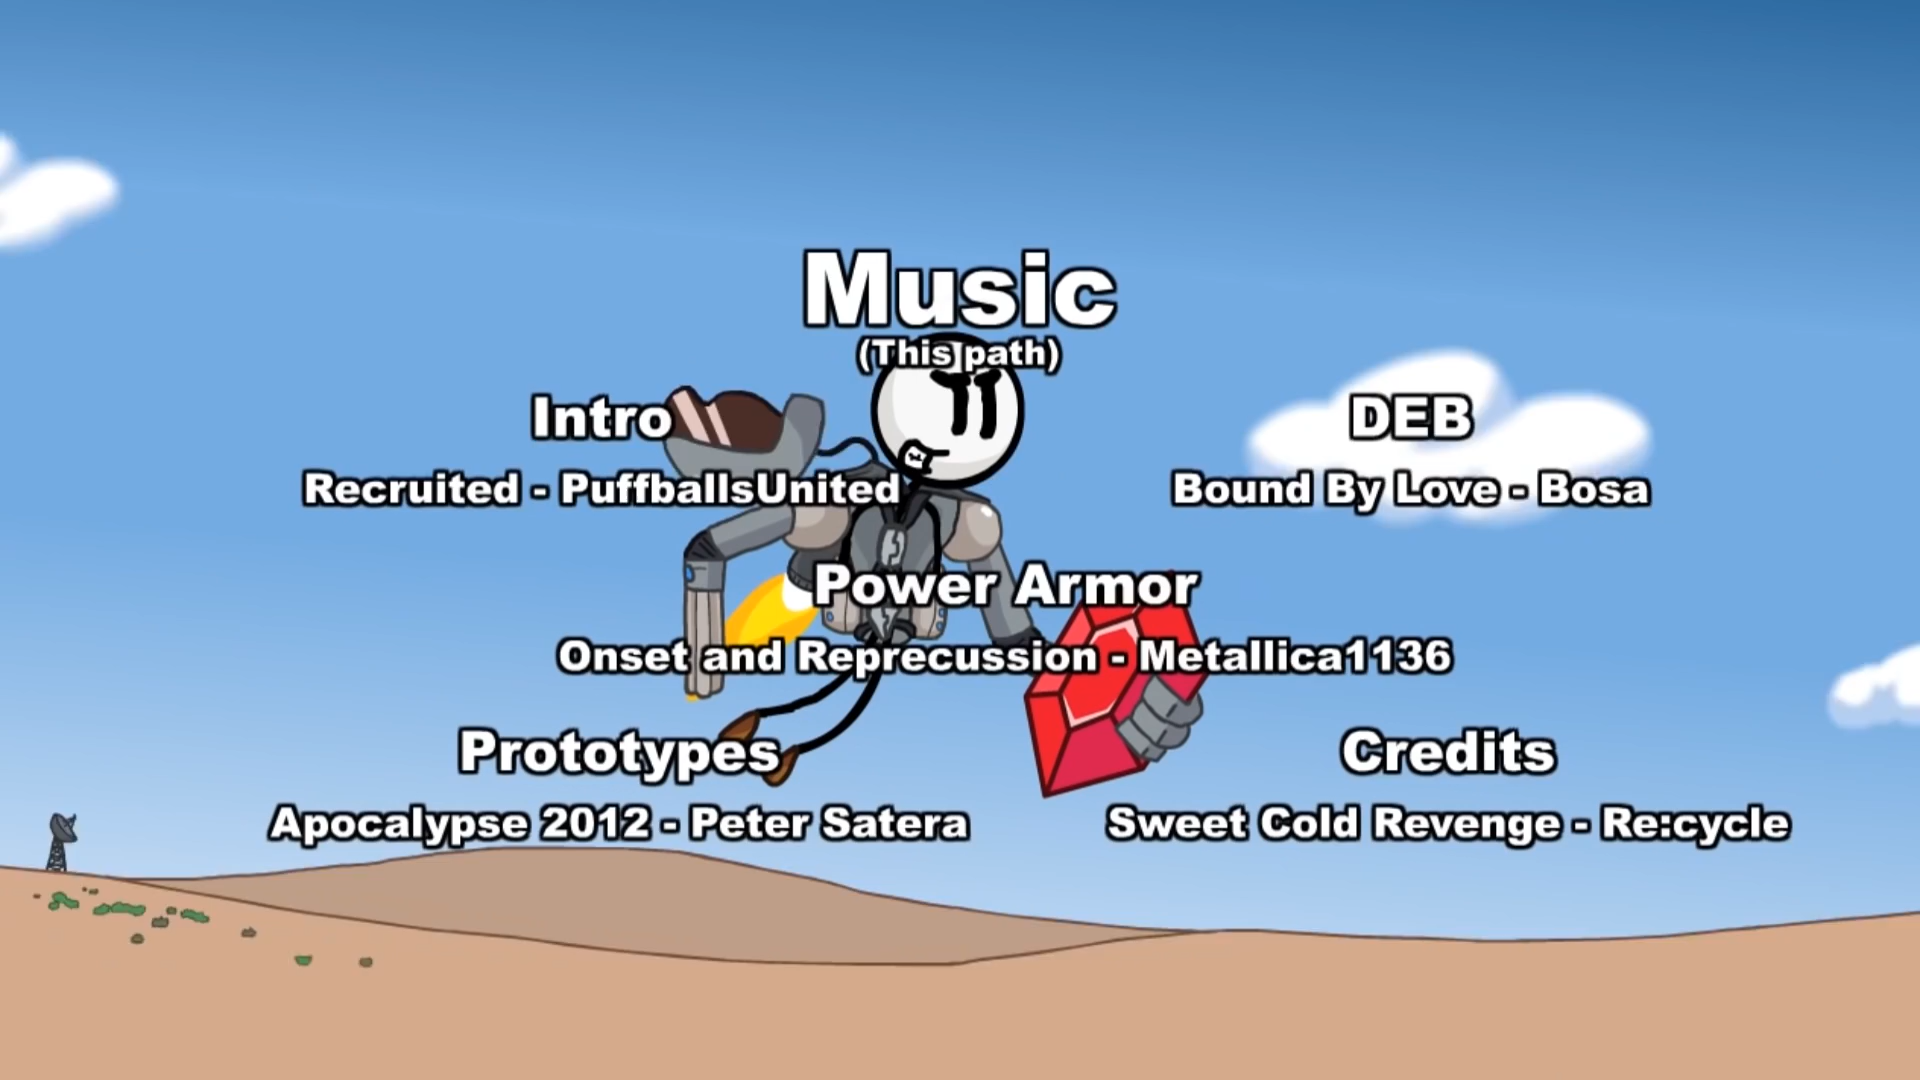 Music
(This path)
Intro
Recruited - PuffballsUnited
DEB
Bound By Love - Bosa
Power Armor
Onset and Reprecussion - Metallica1136
Prototypes
Apocalypse 2012 - Peter Satera
Credits
Sweet Cold Revenge - Re:cycle